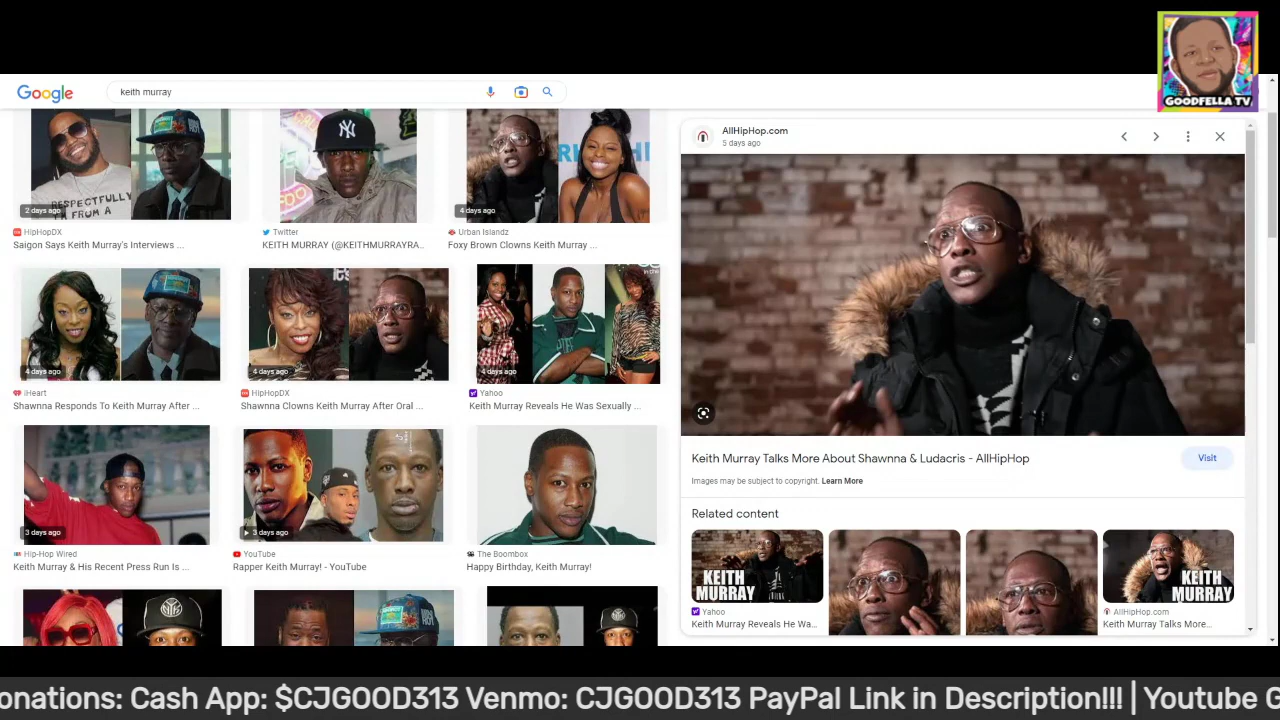 GOODFELLA TV
Google
keith murray
RESPECTFULLY
FROM A
2 days ago
HipHopDX
Saigon Says Keith Murray's Interviews ...
Twitter
KEITH MURRAY (@KEITHMURRAYRA...
4 days ago
Urban Islandz
Foxy Brown Clowns Keith Murray ...
4 days ago
iHeart
Shawnna Responds To Keith Murray After ...
4 days ago
HipHopDX
Shawnna Clowns Keith Murray After Oral ...
4 days ago
Yahoo
Keith Murray Reveals He Was Sexually ...
3 days ago
Hip-Hop Wired
Keith Murray & His Recent Press Run Is ...
3 days ago
YouTube
Rapper Keith Murray! - YouTube
The Boombox
Happy Birthday, Keith Murray!
AllHipHop.com
5 days ago
Keith Murray Talks More About Shawnna & Ludacris - AllHipHop
Visit
Images may be subject to copyright. Learn More
Related content
KEITH
MURRAY
Yahoo
Keith Murray Reveals He Wa...
KEITH
MURRAY
AllHipHop.com
Keith Murray Talks More...
onations: Cash App: $CJGOOD313 Venmo: CJGOOD313 PayPal Link in Description!!! | Youtube G